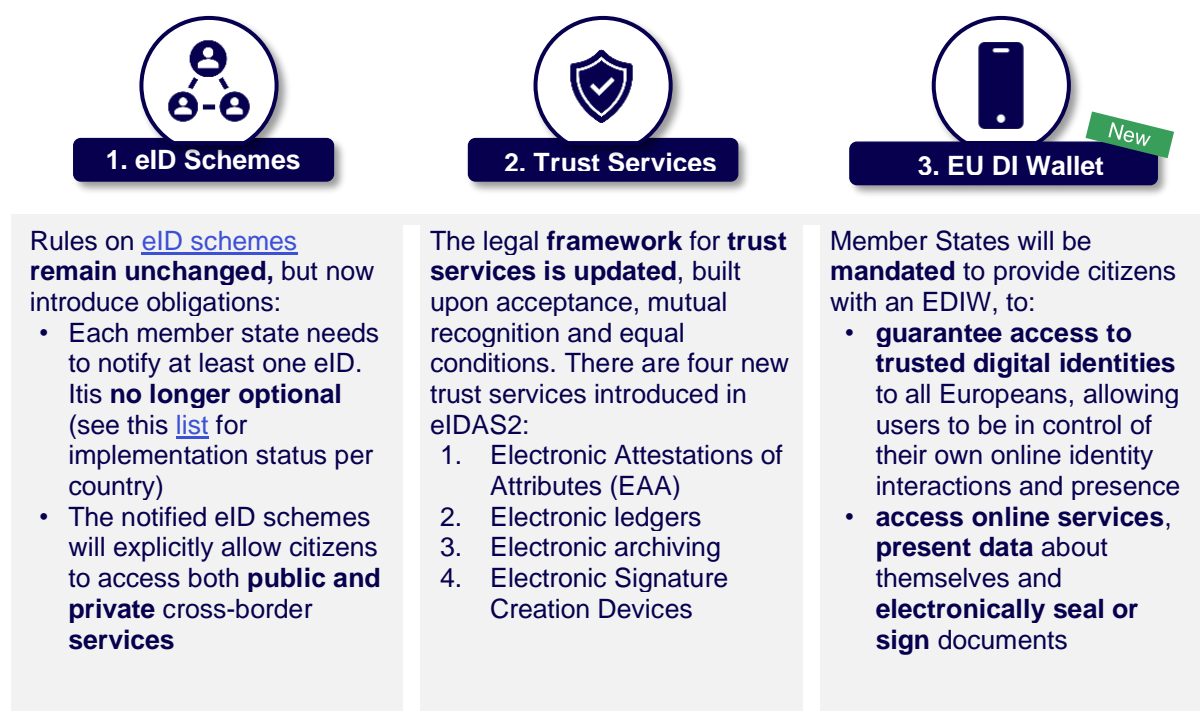 1. eID Schemes
Rules on eID schemes
remain unchanged, but now
introduce obligations:
• Each member state needs
to notify at least one eID.
Itis no longer optional
(see this list for
implementation status per
country)
• The notified eID schemes
will explicitly allow citizens
to access both public and
private cross-border
services
2. Trust Services
The legal framework for trust
services is updated, built
upon acceptance, mutual
recognition and equal
conditions. There are four new
trust services introduced in
eIDAS2:
1. Electronic Attestations of
Attributes (EAA)
2. Electronic ledgers
3. Electronic archiving
4. Electronic Signature
Creation Devices
New
3. EU DI Wallet
Member States will be
mandated to provide citizens
with an EDIW, to:
• guarantee access to
trusted digital identities
to all Europeans, allowing
users to be in control of
their own online identity
interactions and presence
• access online services,
present data about
themselves and
electronically seal or
sign documents